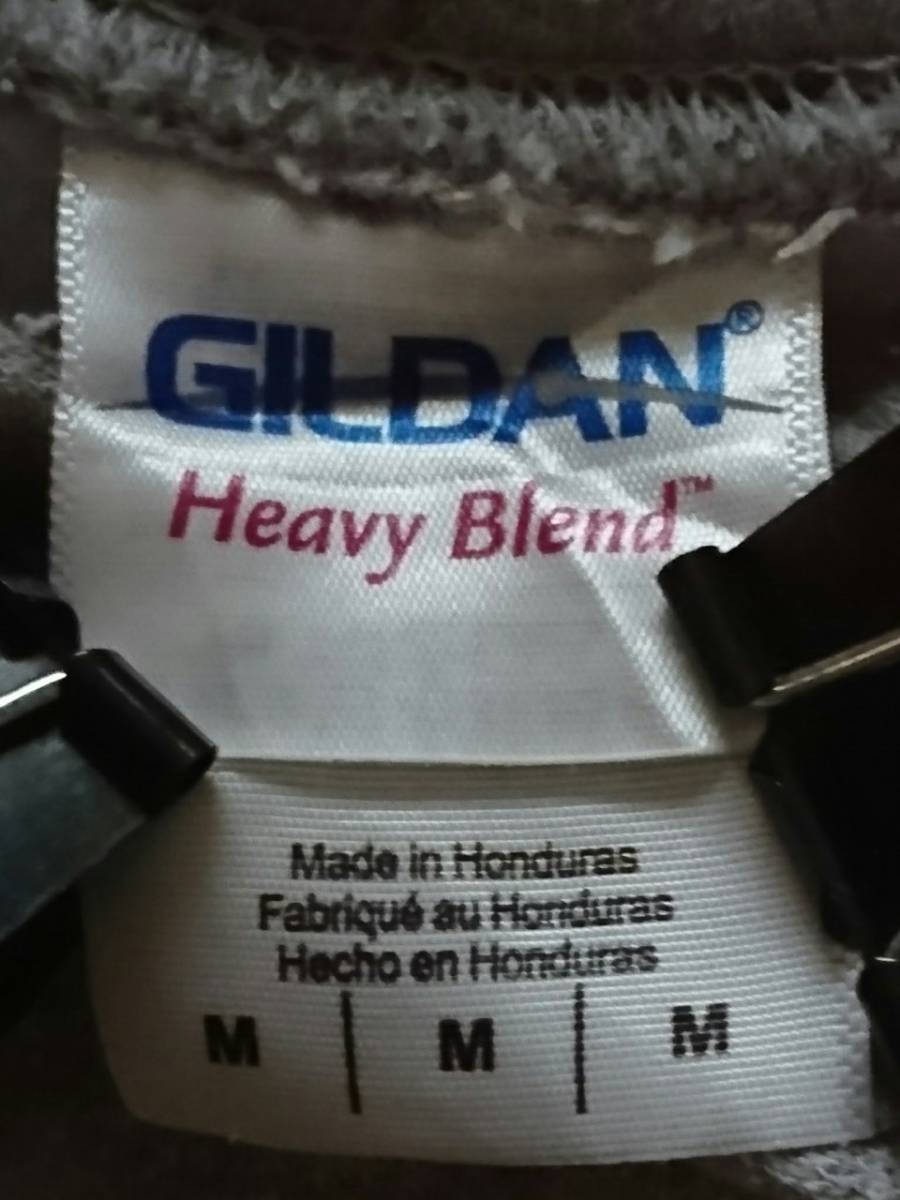 GILDAN®
Heavy Blend™
Made in Honduras
Fabriqué au Honduras
Hecho en Honduras
M | M | M